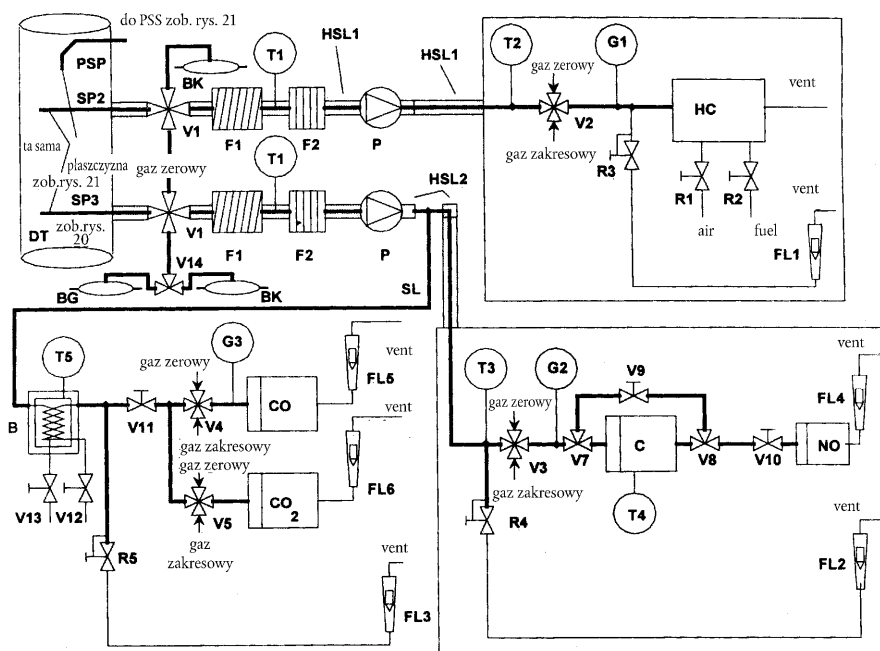 do PSS zob. rys. 21
PSP
BK
T1
HSL1
HSL1
T2
G1
gaz zerowy
vent
SP2
V1
F1
F2
P
V2
HC
gaz zakresowy
R3
R1
R2
air
fuel
vent
FL1
ta sama
płaszczyzna
zob.rys. 21
gaz zerowy
T1
HSL2
SP3
zob.rys.
20
DT
V1
F1
F2
P
V14
BG
BK
SL
T5
B
V13
V12
gaz zerowy
G3
V11
V4
CO
FL5
vent
gaz zakresowy
gaz zerowy
vent
V5
CO2
FL6
gaz
zakresowy
R5
vent
FL3
T3
G2
V9
vent
FL4
gaz zerowy
V3
V7
C
V8
V10
NO
gaz zakresowy
T4
R4
vent
FL2